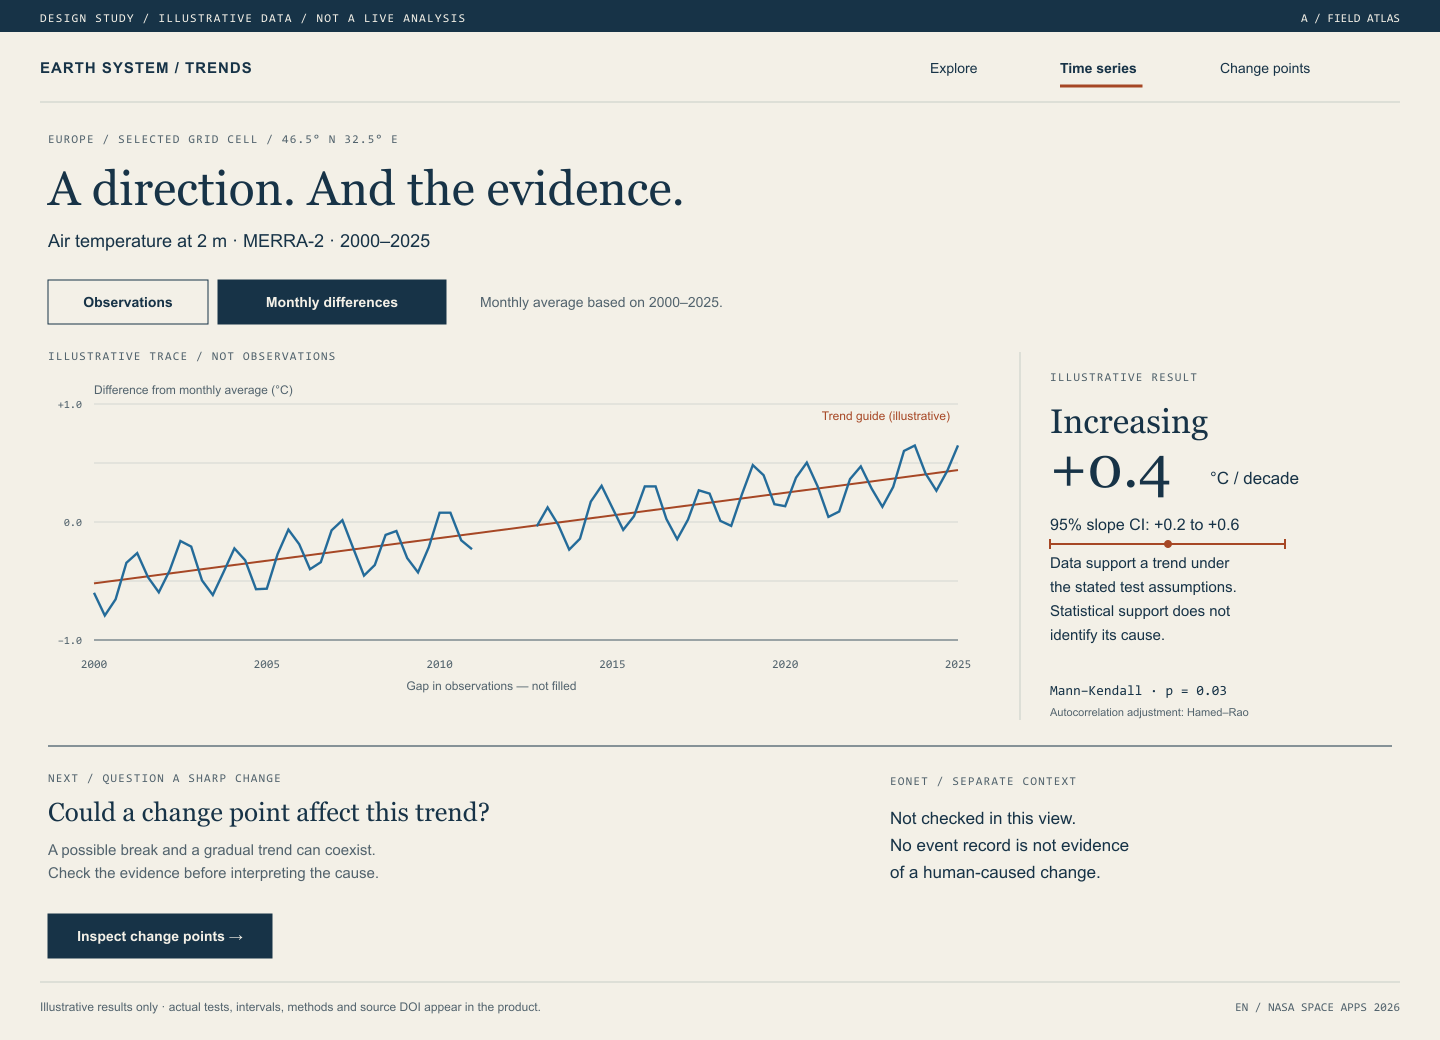 DESIGN STUDY / ILLUSTRATIVE DATA / NOT A LIVE ANALYSIS
A / FIELD ATLAS
EARTH SYSTEM / TRENDS
Explore
Time series
Change points
EUROPE / SELECTED GRID CELL / 46.5° N 32.5° E
A direction. And the evidence.
Air temperature at 2 m · MERRA-2 · 2000–2025
Observations
Monthly differences
Monthly average based on 2000–2025.
ILLUSTRATIVE TRACE / NOT OBSERVATIONS
Difference from monthly average (°C)
+1.0
Trend guide (illustrative)
0.0
−1.0
2000
2005
2010
2015
2020
2025
Gap in observations — not filled
ILLUSTRATIVE RESULT
Increasing
+0.4
°C / decade
95% slope CI: +0.2 to +0.6
Data support a trend under
the stated test assumptions.
Statistical support does not
identify its cause.
Mann–Kendall · p = 0.03
Autocorrelation adjustment: Hamed–Rao
NEXT / QUESTION A SHARP CHANGE
Could a change point affect this trend?
A possible break and a gradual trend can coexist.
Check the evidence before interpreting the cause.
Inspect change points →
EONET / SEPARATE CONTEXT
Not checked in this view.
No event record is not evidence
of a human-caused change.
Illustrative results only · actual tests, intervals, methods and source DOI appear in the product.
EN / NASA SPACE APPS 2026